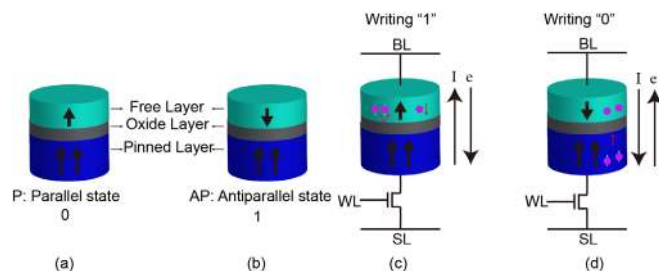 Writing "1"
Writing "0"
BL
BL
Free Layer
Oxide Layer
Pinned Layer
I e
I e
P: Parallel state
0
AP: Antiparallel state
1
WL
WL
SL
SL
(a)
(b)
(c)
(d)